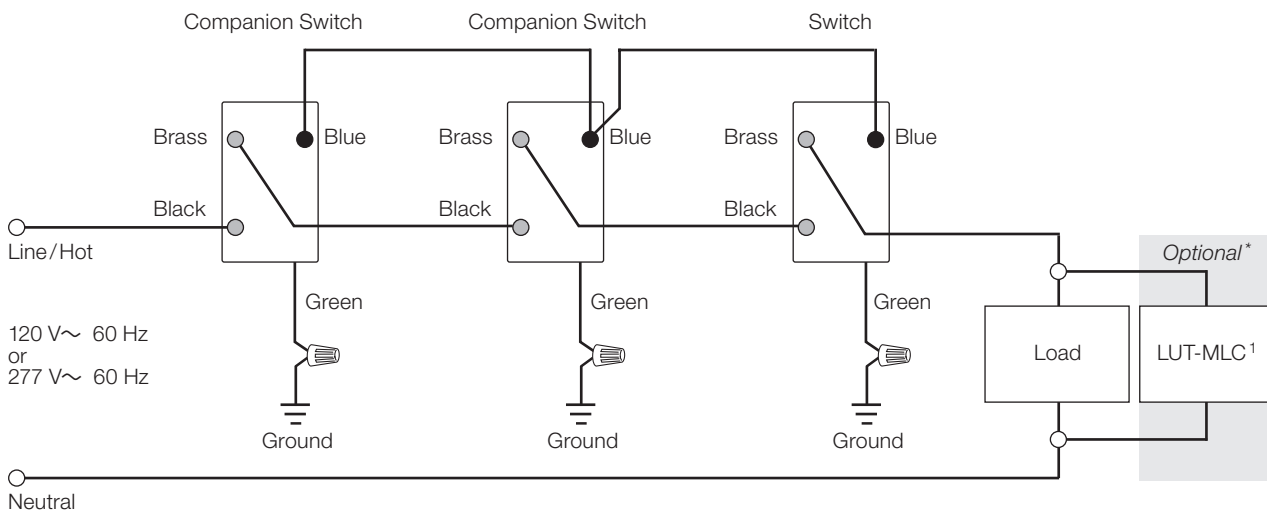 Companion Switch
Companion Switch
Switch
Brass
Blue
Brass
Blue
Brass
Blue
Black
Black
Black
Line/Hot
Optional*
Green
Green
Green
120 V~ 60 Hz
or
277 V~ 60 Hz
Load
LUT-MLC¹
Ground
Ground
Ground
Neutral